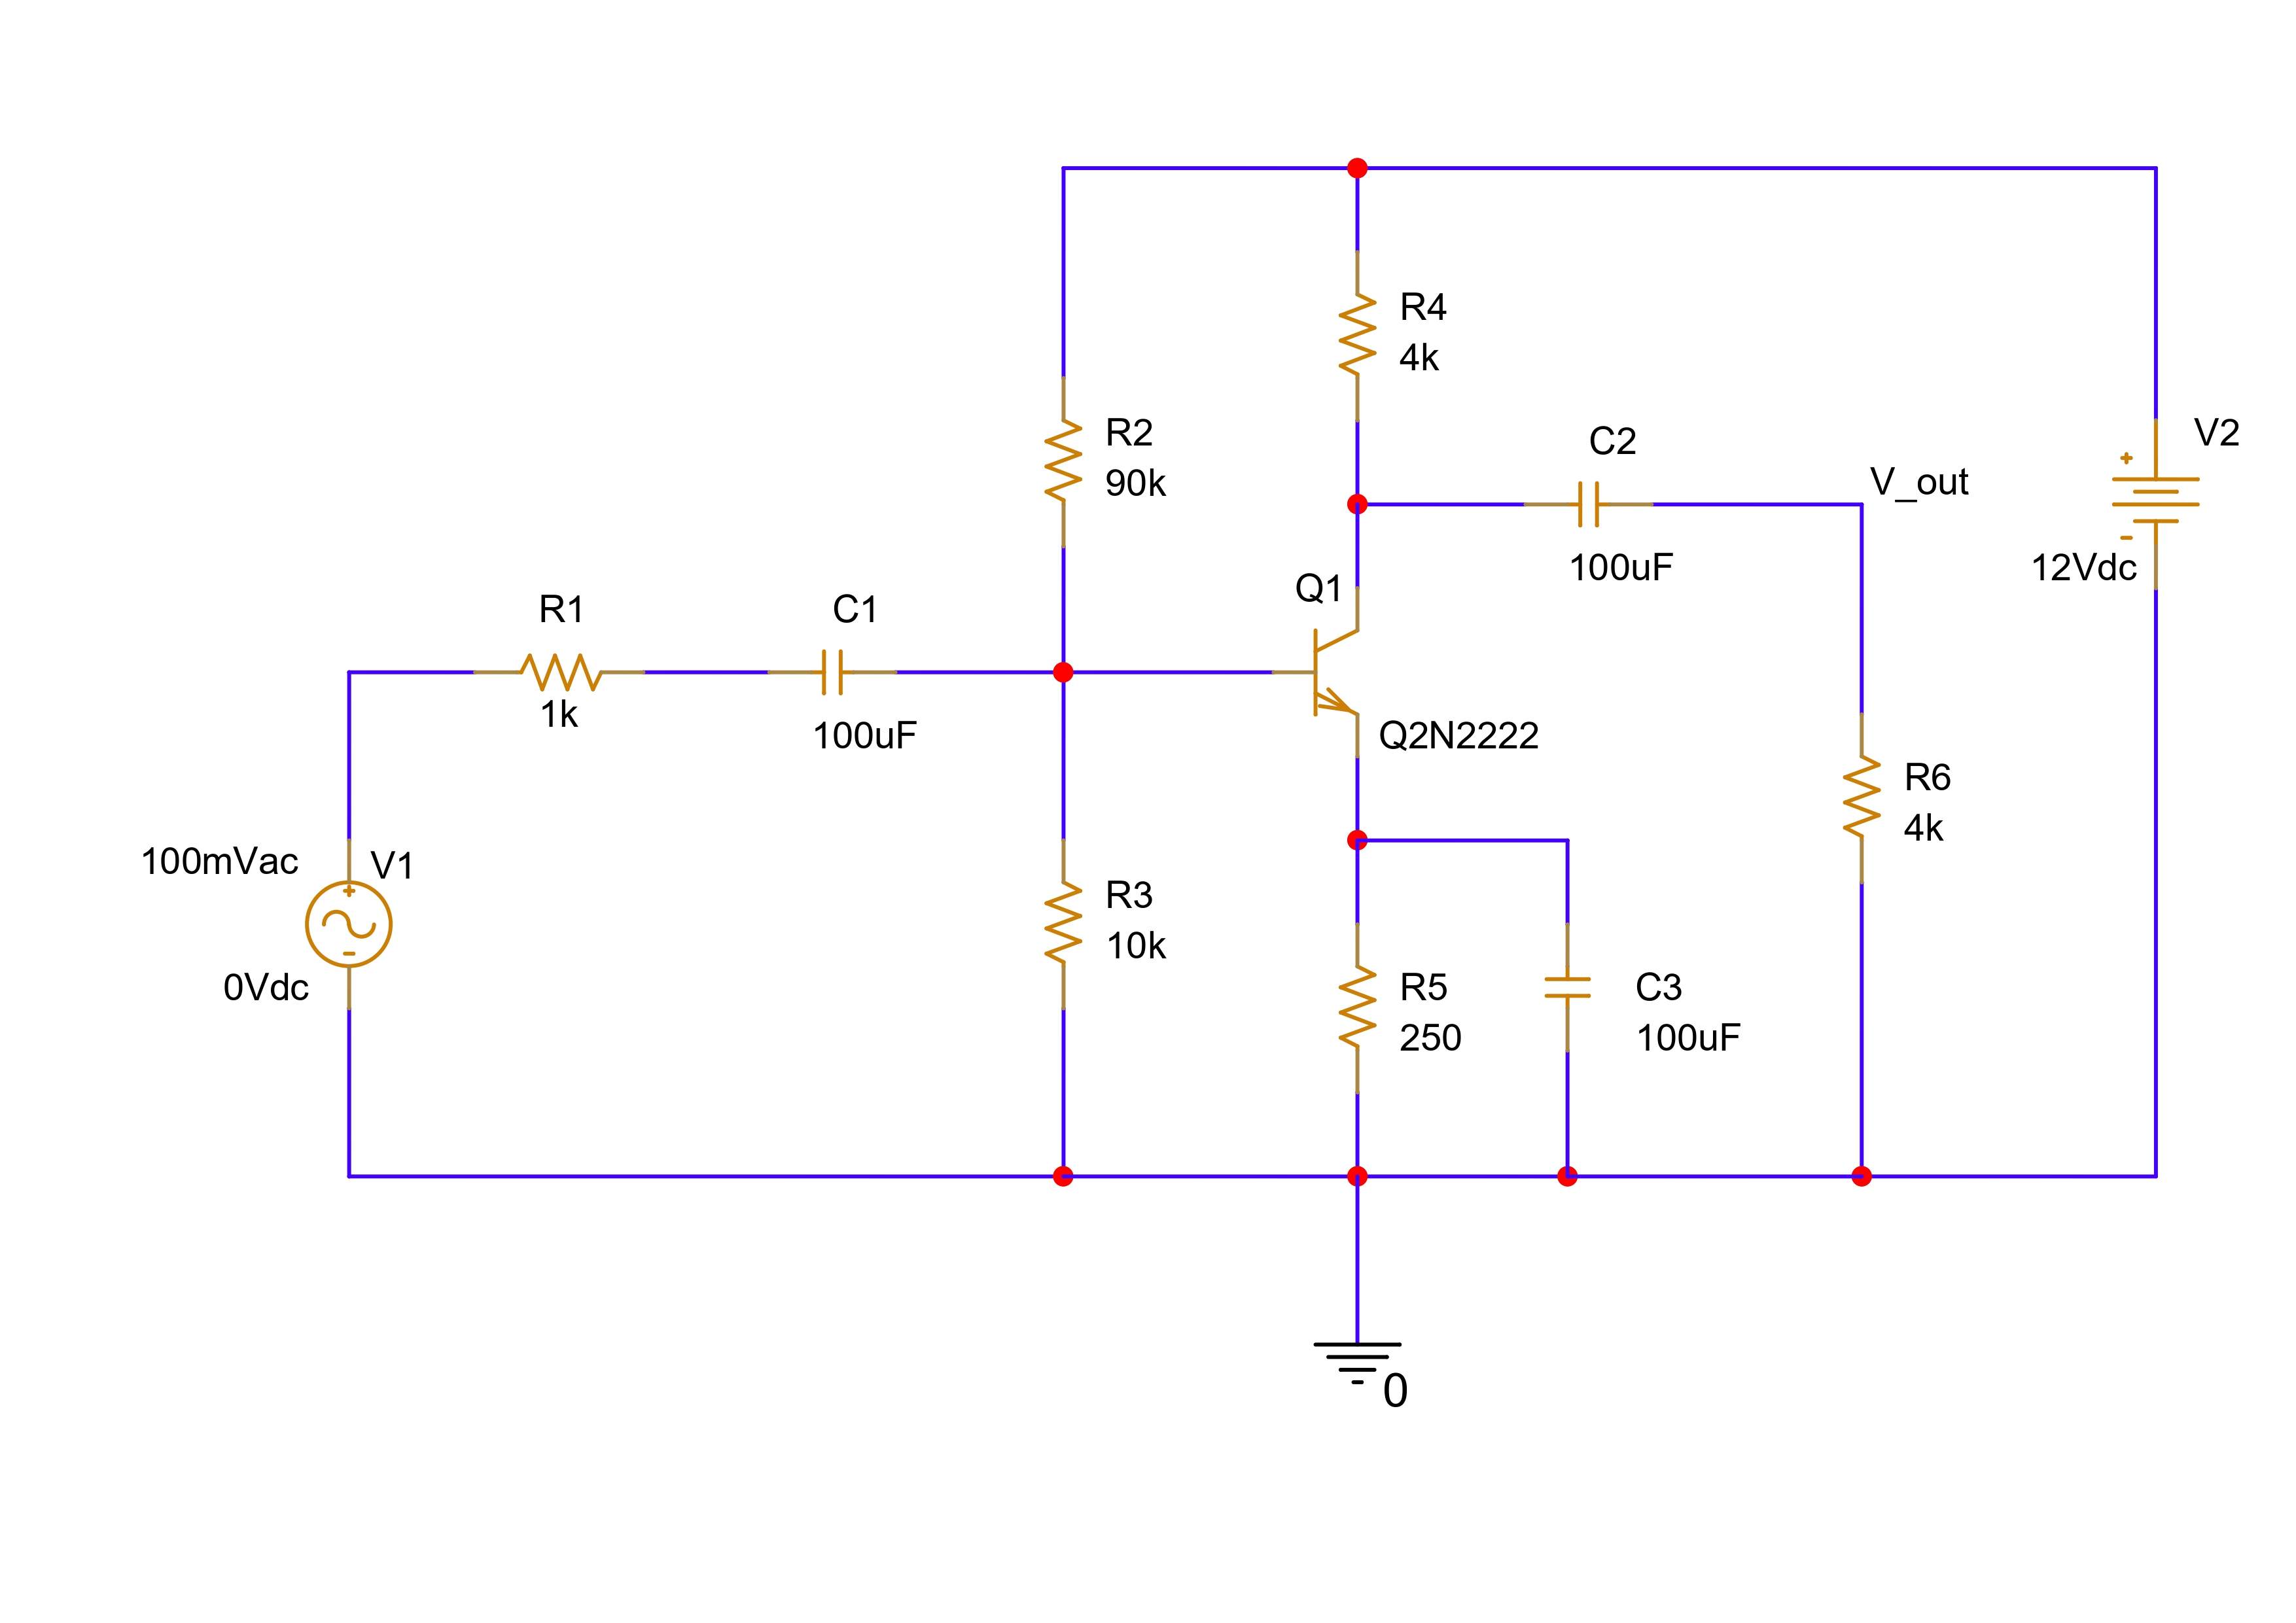 R4
4k
R2
90k
C2
100uF
V_out
V2
12Vdc
R1
1k
C1
100uF
Q1
Q2N2222
R6
4k
100mVac
V1
0Vdc
R3
10k
R5
250
C3
100uF
0